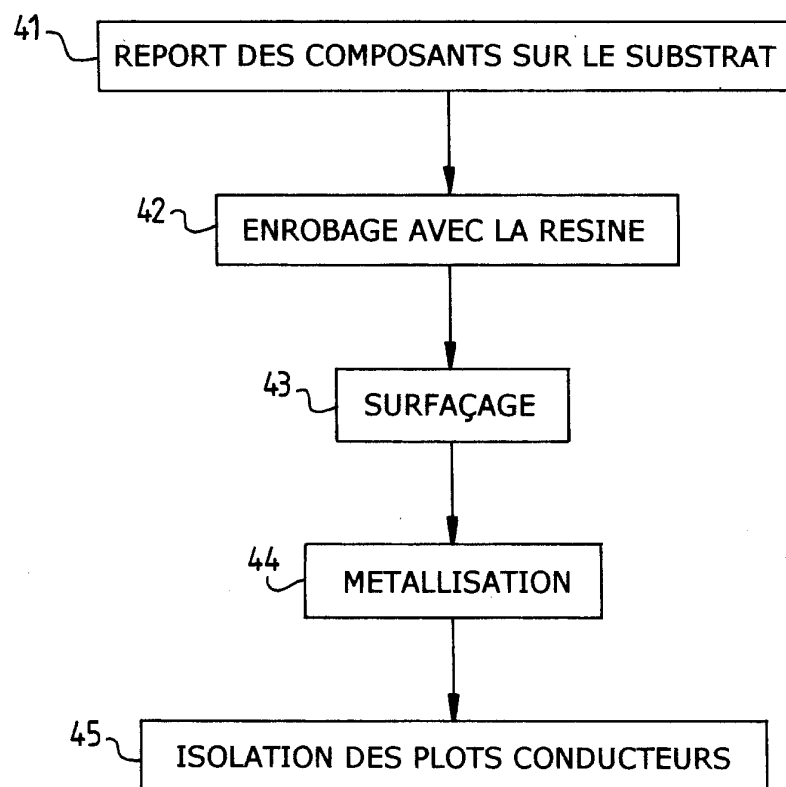 41 REPORT DES COMPOSANTS SUR LE SUBSTRAT
42 ENROBAGE AVEC LA RESINE
43 SURFAÇAGE
44 METALLISATION
45 ISOLATION DES PLOTS CONDUCTEURS